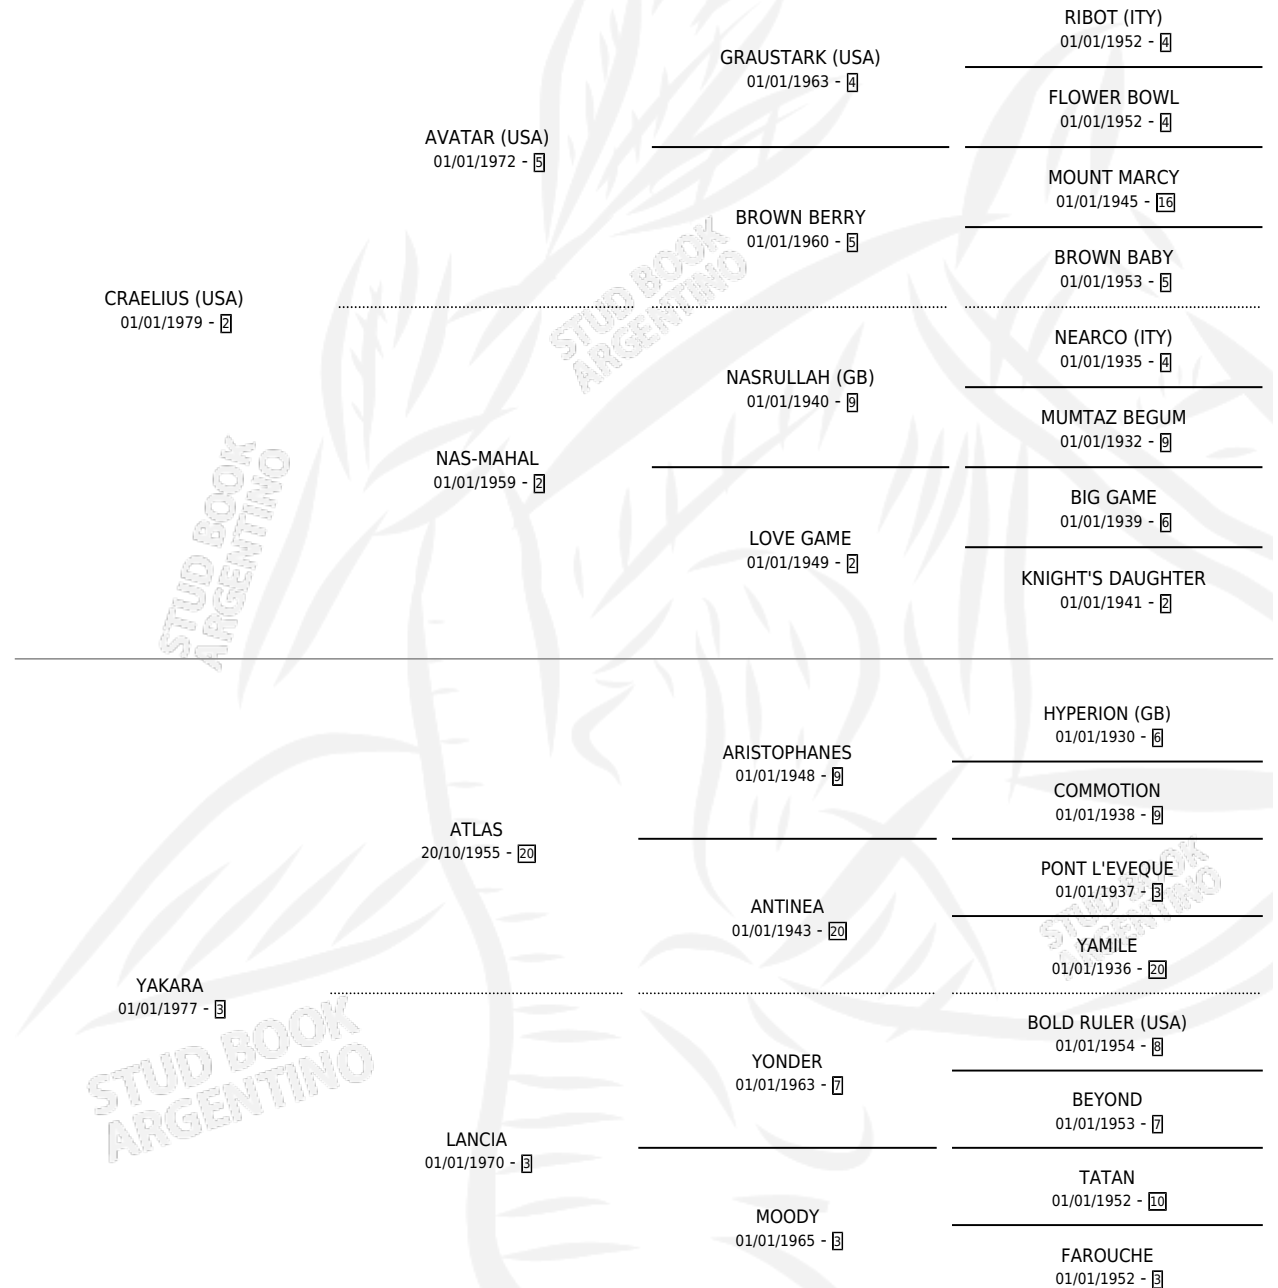 RIBOT (ITY)
01/01/1952 - 4
GRAUSTARK (USA)
01/01/1963 - 4
FLOWER BOWL
01/01/1952 - 4
AVATAR (USA)
01/01/1972 - 5
MOUNT MARCY
01/01/1945 - 16
BROWN BERRY
01/01/1960 - 5
BROWN BABY
01/01/1953 - 5
CRAELIUS (USA)
01/01/1979 - 2
NEARCO (ITY)
01/01/1935 - 4
NASRULLAH (GB)
01/01/1940 - 9
MUMTAZ BEGUM
01/01/1932 - 9
NAS-MAHAL
01/01/1959 - 2
BIG GAME
01/01/1939 - 6
LOVE GAME
01/01/1949 - 2
KNIGHT'S DAUGHTER
01/01/1941 - 2
HYPERION (GB)
01/01/1930 - 6
ARISTOPHANES
01/01/1948 - 9
COMMOTION
01/01/1938 - 9
ATLAS
20/10/1955 - 20
PONT L'EVEQUE
01/01/1937 - 3
ANTINEA
01/01/1943 - 20
YAMILE
01/01/1936 - 20
YAKARA
01/01/1977 - 3
BOLD RULER (USA)
01/01/1954 - 8
YONDER
01/01/1963 - 7
BEYOND
01/01/1953 - 7
LANCIA
01/01/1970 - 3
TATAN
01/01/1952 - 10
MOODY
01/01/1965 - 3
FAROUCHE
01/01/1952 - 3
STUD BOOK
ARGENTINO
STUD BOOK
ARGENTINO
STUD BOOK
ARGENTINO
STUD BOOK
ARGENTINO